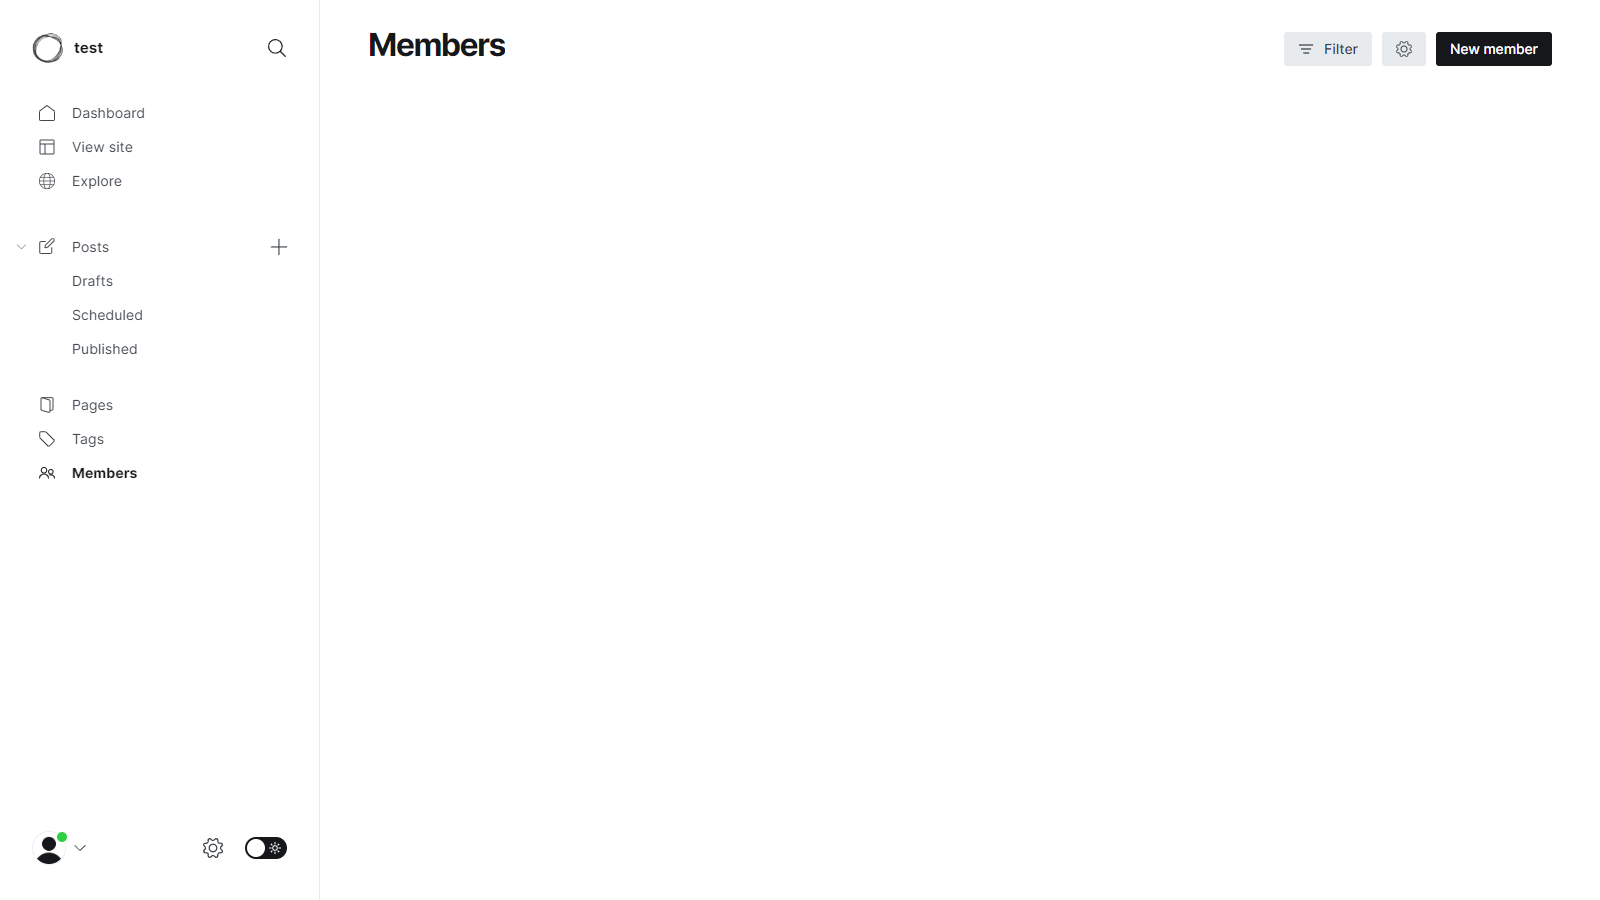 test
Dashboard
View site
Explore
Posts
Drafts
Scheduled
Published
Pages
Tags
Members
Members
Filter
New member